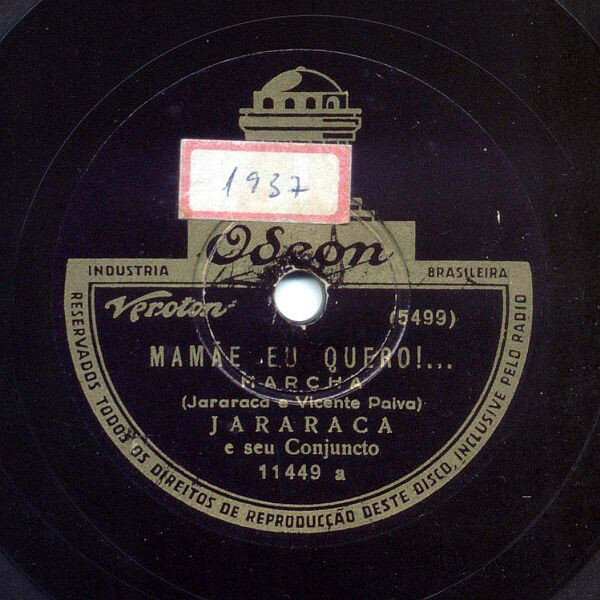 1937
Odeon
INDUSTRIA BRASILEIRA
Veroton
(5499)
MAMÃE EU QUERO!...
MARCHA
(Jararaca e Vicente Paiva)
JARARACA
e seu Conjuncto
11449 a
RESERVADOS TODOS OS DIREITOS DE REPRODUCÇÃO DESTE DISCO, INCLUSIVE PELO RADIO